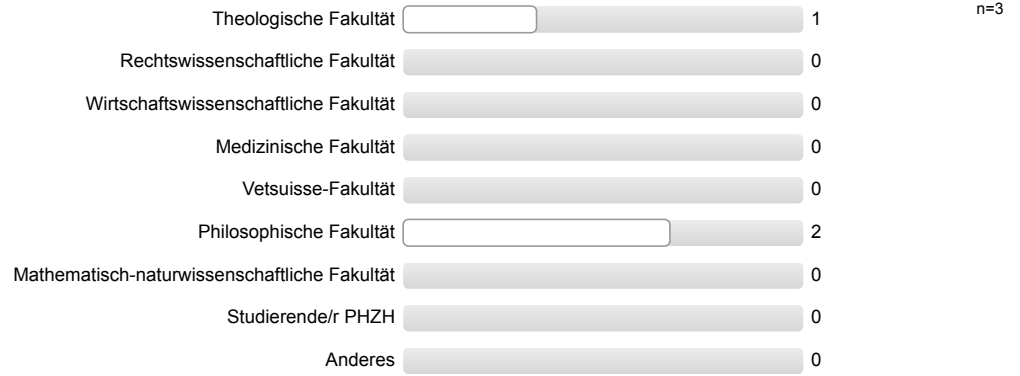 Theologische Fakultät 1 n=3
Rechtswissenschaftliche Fakultät 0
Wirtschaftswissenschaftliche Fakultät 0
Medizinische Fakultät 0
Vetsuisse-Fakultät 0
Philosophische Fakultät 2
Mathematisch-naturwissenschaftliche Fakultät 0
Studierende/r PHZH 0
Anderes 0